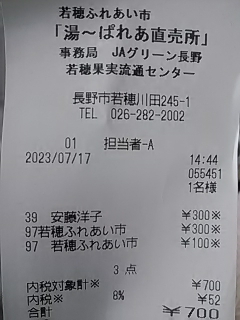 若穂ふれあい市
「湯～ぱれあ直売所」
事務局 JAグリーン長野
若穂果実流通センター
長野市若穂川田245-1
TEL 026-282-2002
01 担当者-A
2023/07/17 14:44
055451
1名様
39 安藤洋子 ¥300※
97若穂ふれあい市 ¥300※
97 若穂ふれあい市 ¥100※
3 点
内税対象計※ ¥700
内税※ 8% ¥52
合計 ¥700